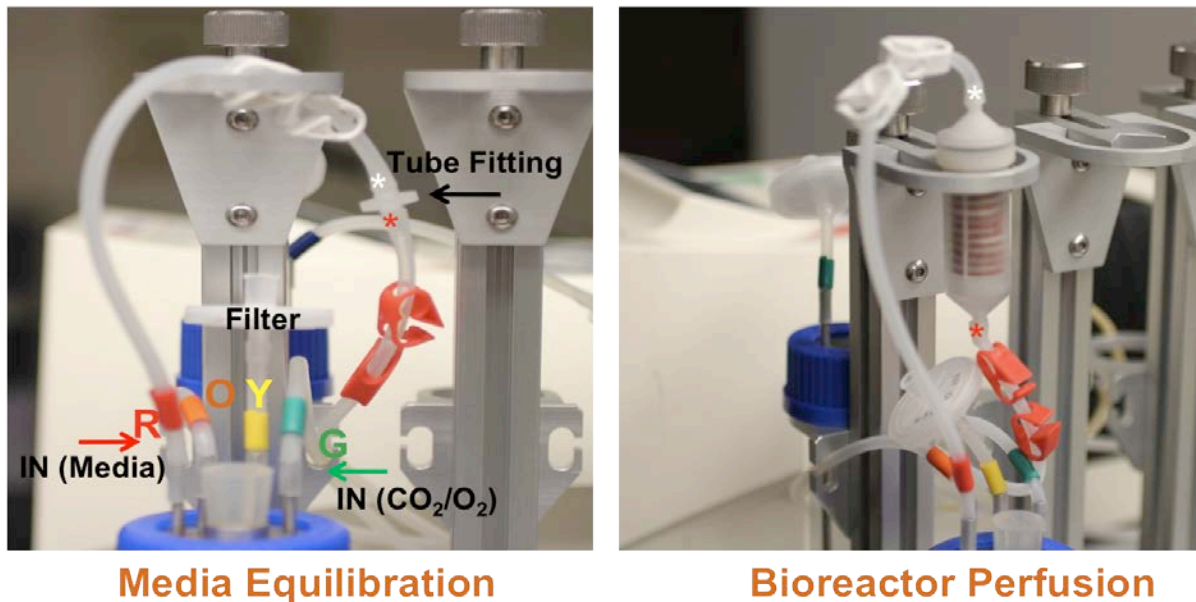 *
Tube Fitting
*
Filter
O Y
R
G
IN (Media)
IN (CO₂/O₂)
Media Equilibration
*
*
Bioreactor Perfusion